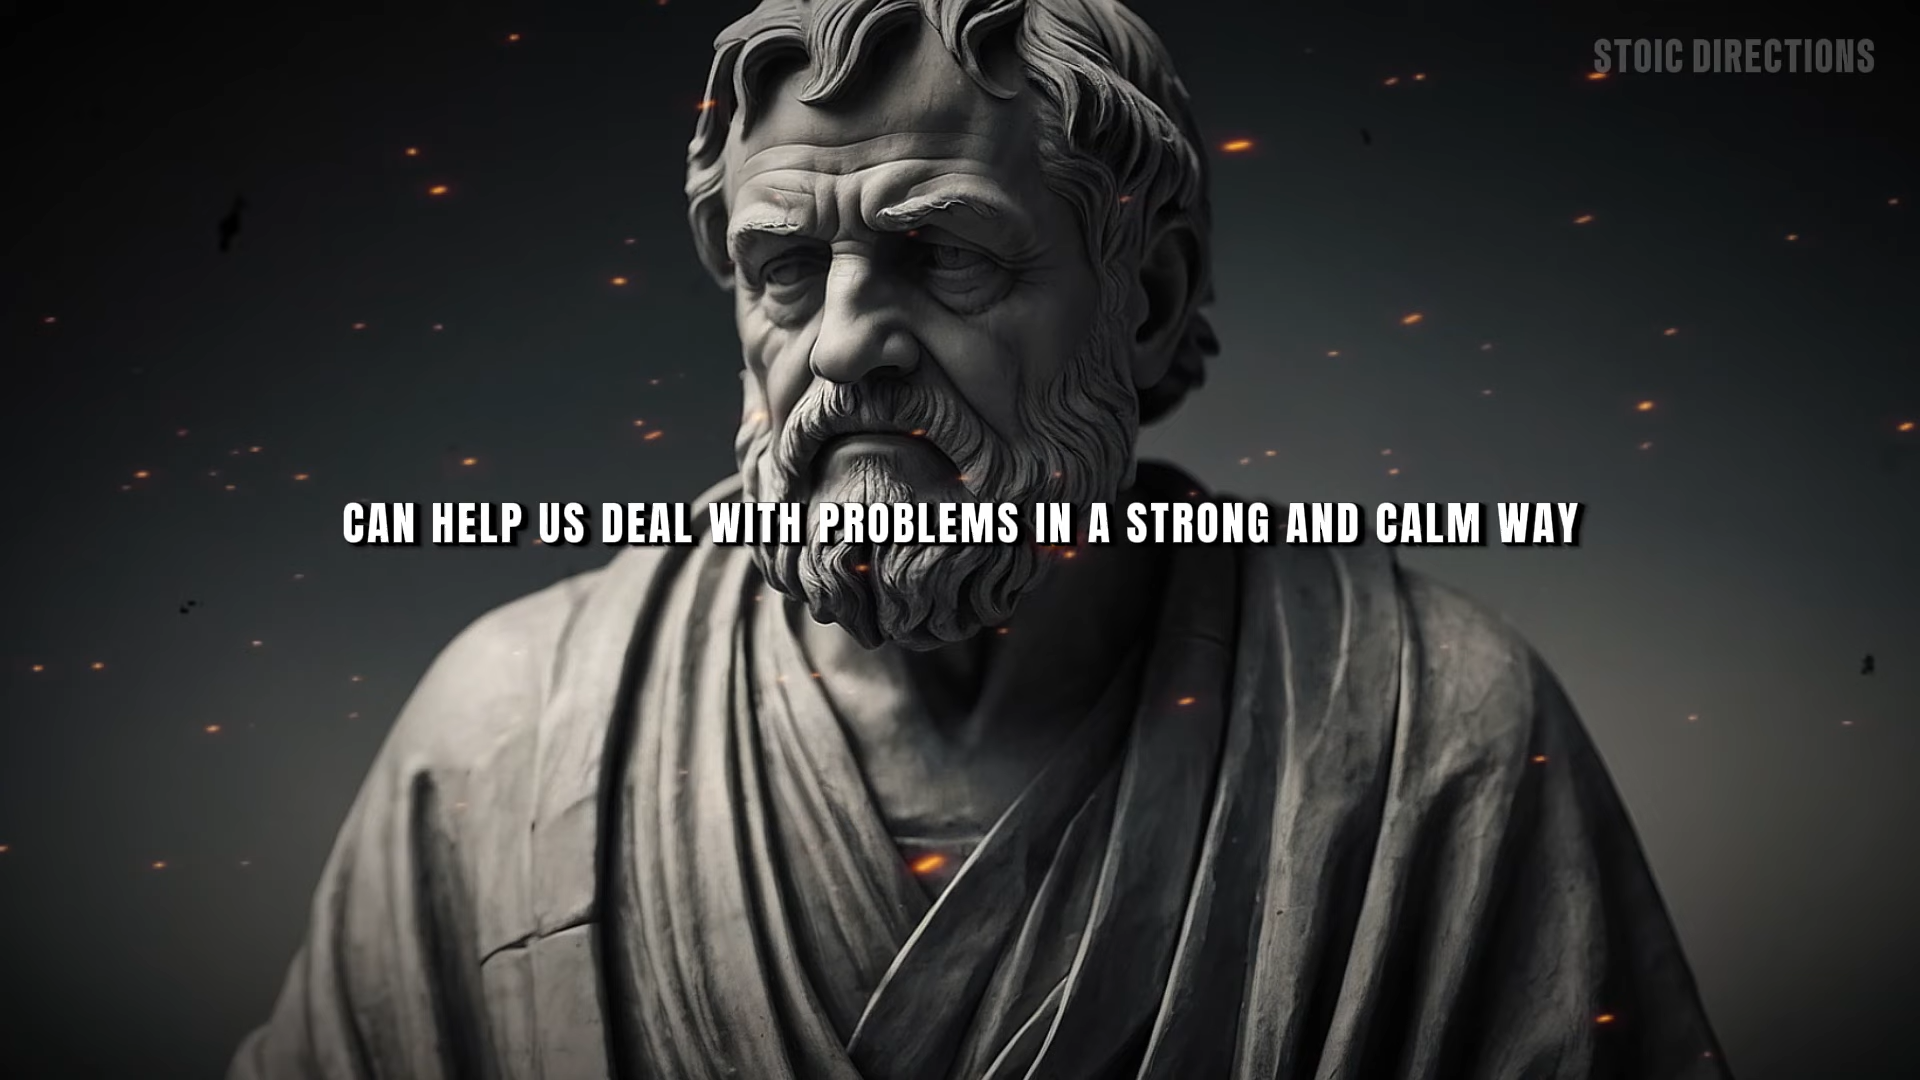 STOIC DIRECTIONS
CAN HELP US DEAL WITH PROBLEMS IN A STRONG AND CALM WAY